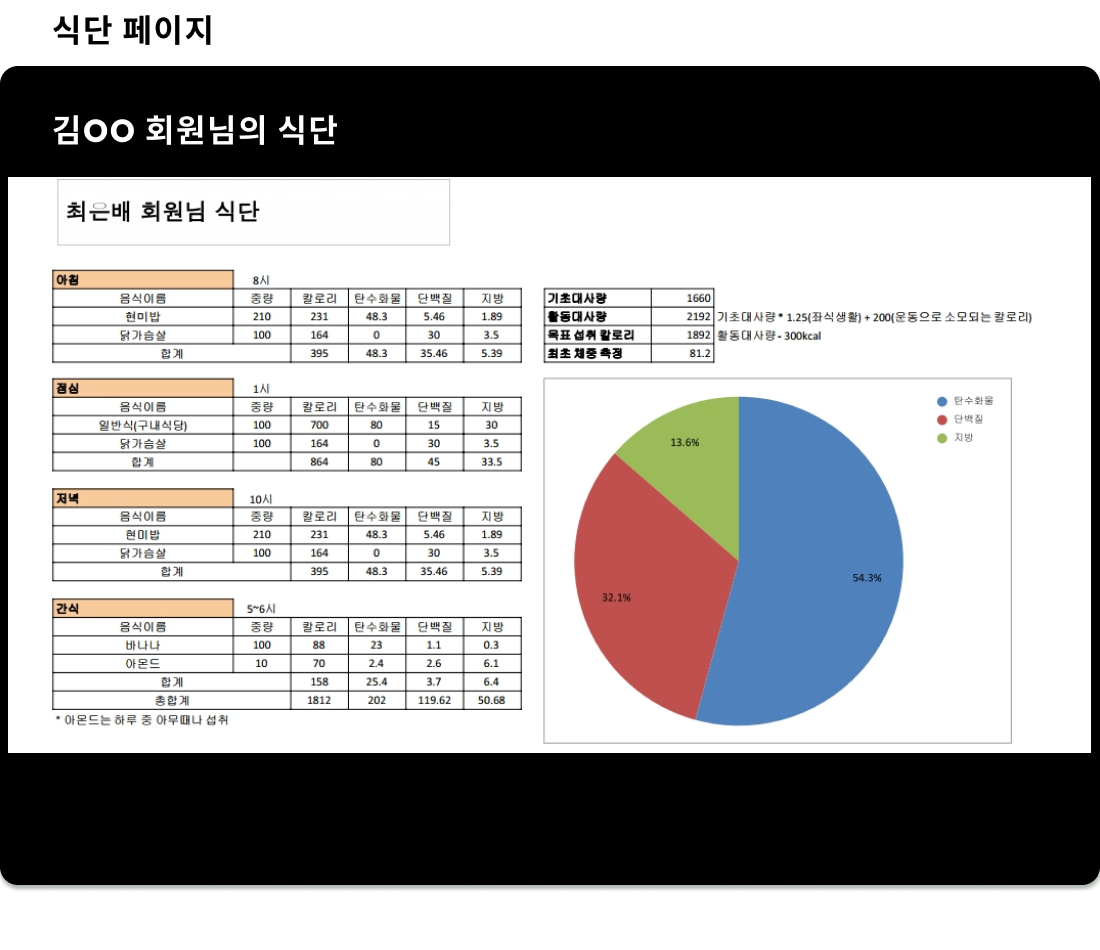 식단 페이지
김OO 회원님의 식단
최은배 회원님 식단
아침 8시
음식이름 중량 칼로리 탄수화물 단백질 지방
현미밥 210 231 48.3 5.46 1.89
닭가슴살 100 164 0 30 3.5
합계 395 48.3 35.46 5.39
점심 1시
음식이름 중량 칼로리 탄수화물 단백질 지방
일반식(구내식당) 100 700 80 15 30
닭가슴살 100 164 0 30 3.5
합계 864 80 45 33.5
저녁 10시
음식이름 중량 칼로리 탄수화물 단백질 지방
현미밥 210 231 48.3 5.46 1.89
닭가슴살 100 164 0 30 3.5
합계 395 48.3 35.46 5.39
간식 5~6시
음식이름 중량 칼로리 탄수화물 단백질 지방
바나나 100 88 23 1.1 0.3
아몬드 10 70 2.4 2.6 6.1
합계 158 25.4 3.7 6.4
총합계 1812 202 119.62 50.68
* 아몬드는 하루 중 아무때나 섭취
기초대사량 1660
활동대사량 2192 기초대사량 * 1.25(좌식생활) + 200(운동으로 소모되는 칼로리)
목표 섭취 칼로리 1892 활동대사량 - 300kcal
최초 체중 측정 81.2
탄수화물
단백질
지방
13.6%
54.3%
32.1%